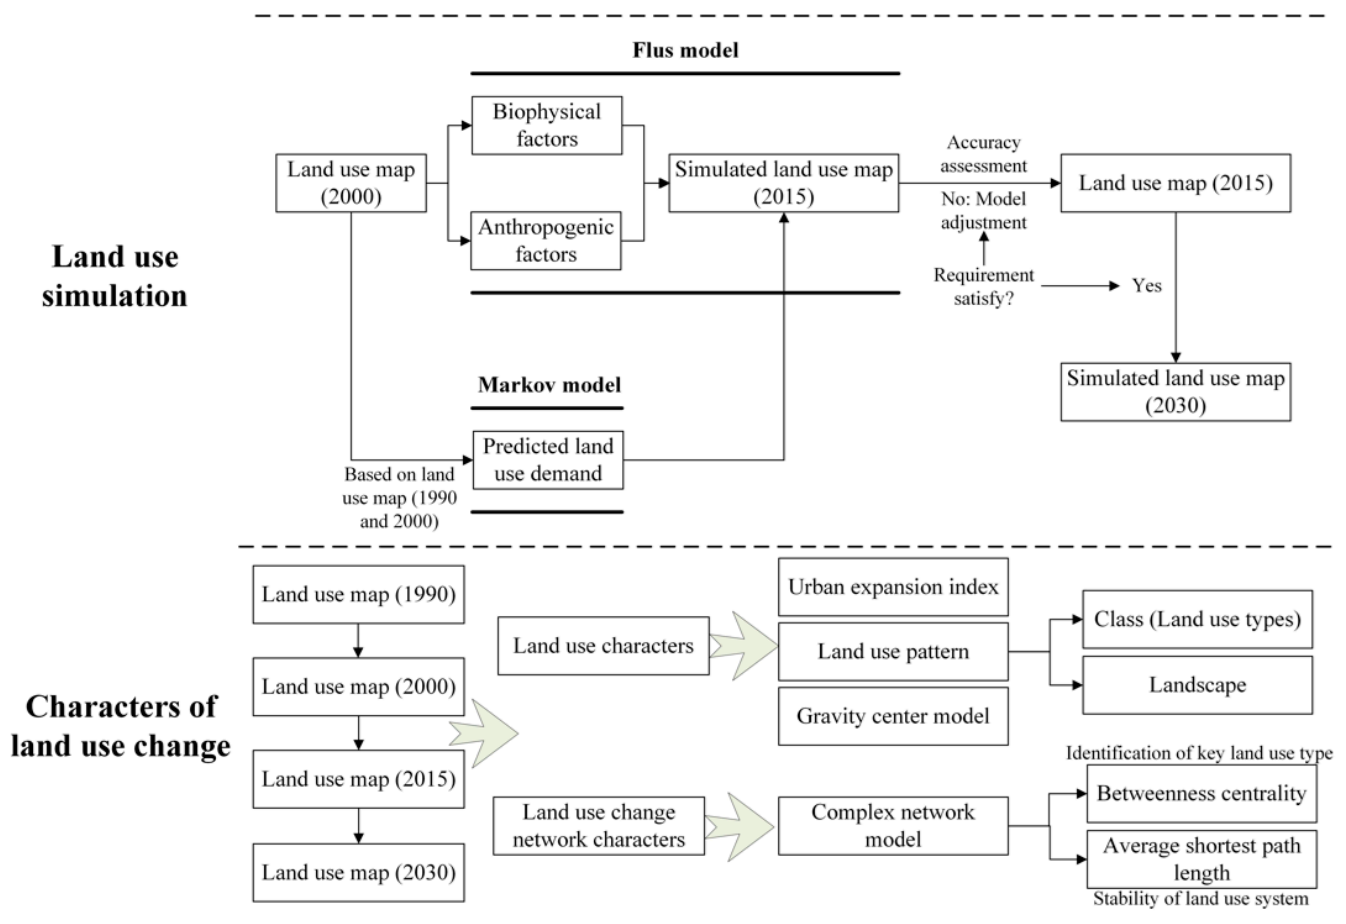 Flus model
Biophysical
factors
Land use map
(2000)
Anthropogenic
factors
Simulated land use map
(2015)
Accuracy
assessment
No: Model
adjustment
Requirement
satisfy?
Yes
Land use map (2015)
Simulated land use map
(2030)
Land use
simulation
Markov model
Predicted land
use demand
Based on land
use map (1990
and 2000)
Characters of
land use change
Land use map (1990)
Land use map (2000)
Land use map (2015)
Land use map (2030)
Land use characters
Urban expansion index
Land use pattern
Gravity center model
Class (Land use types)
Landscape
Land use change
network characters
Complex network
model
Identification of key land use type
Betweenness centrality
Average shortest path
length
Stability of land use system